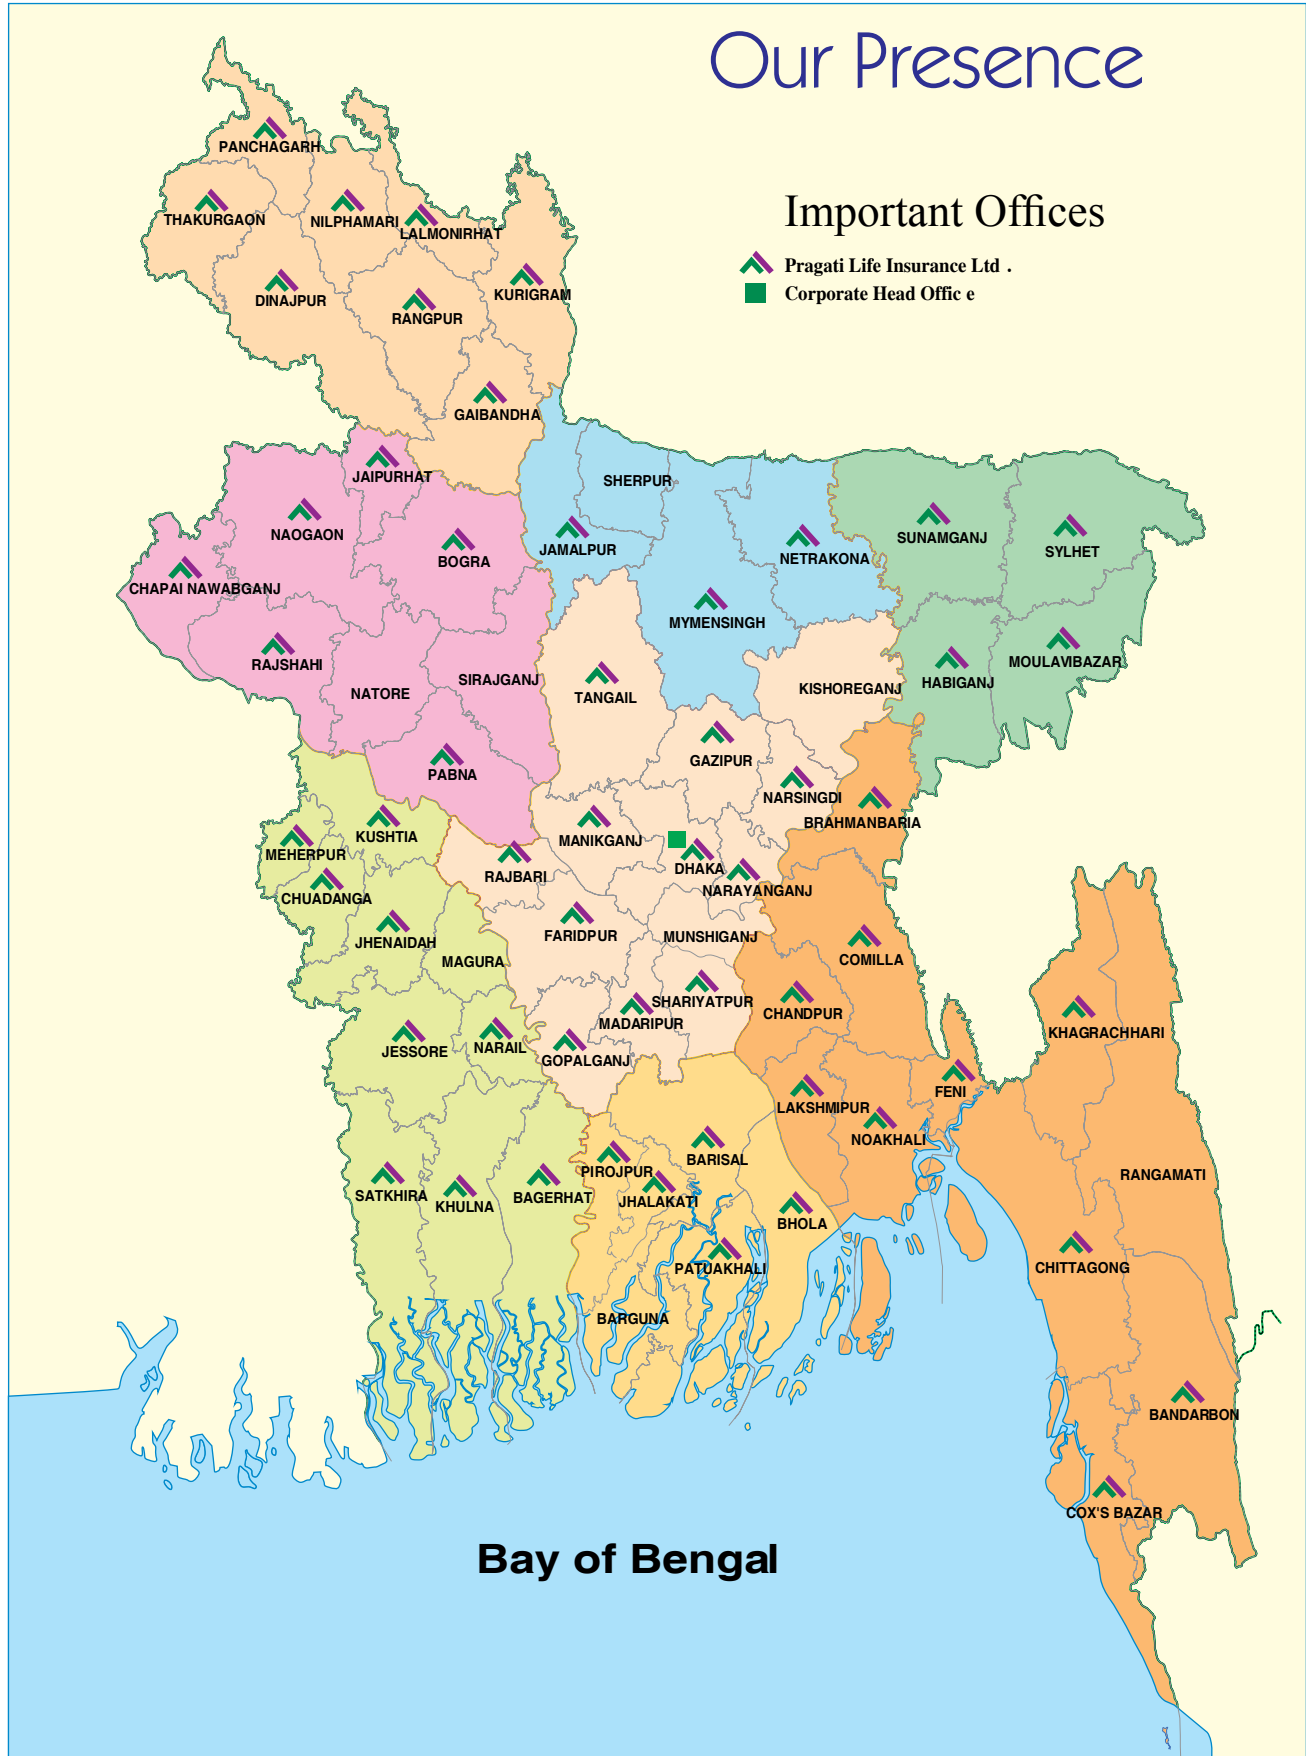 Our Presence
Important Offices
Pragati Life Insurance Ltd .
Corporate Head Offic e
PANCHAGARH
THAKURGAON
NILPHAMARI
LALMONIRHAT
DINAJPUR
RANGPUR
KURIGRAM
GAIBANDHA
JAIPURHAT
NAOGAON
BOGRA
CHAPAI NAWABGANJ
RAJSHAHI
NATORE
SIRAJGANJ
PABNA
SHERPUR
JAMALPUR
NETRAKONA
MYMENSINGH
SUNAMGANJ
SYLHET
HABIGANJ
MOULAVIBAZAR
TANGAIL
KISHOREGANJ
GAZIPUR
NARSINGDI
BRAHMANBARIA
MANIKGANJ
DHAKA
NARAYANGANJ
RAJBARI
FARIDPUR
MUNSHIGANJ
SHARIYATPUR
MADARIPUR
GOPALGANJ
KUSHTIA
MEHERPUR
CHUADANGA
JHENAIDAH
MAGURA
JESSORE
NARAIL
SATKHIRA
KHULNA
BAGERHAT
PIROJPUR
JHALAKATI
BARISAL
BHOLA
PATUAKHALI
BARGUNA
COMILLA
CHANDPUR
LAKSHMIPUR
NOAKHALI
FENI
KHAGRACHHARI
RANGAMATI
CHITTAGONG
BANDARBON
COX'S BAZAR
Bay of Bengal